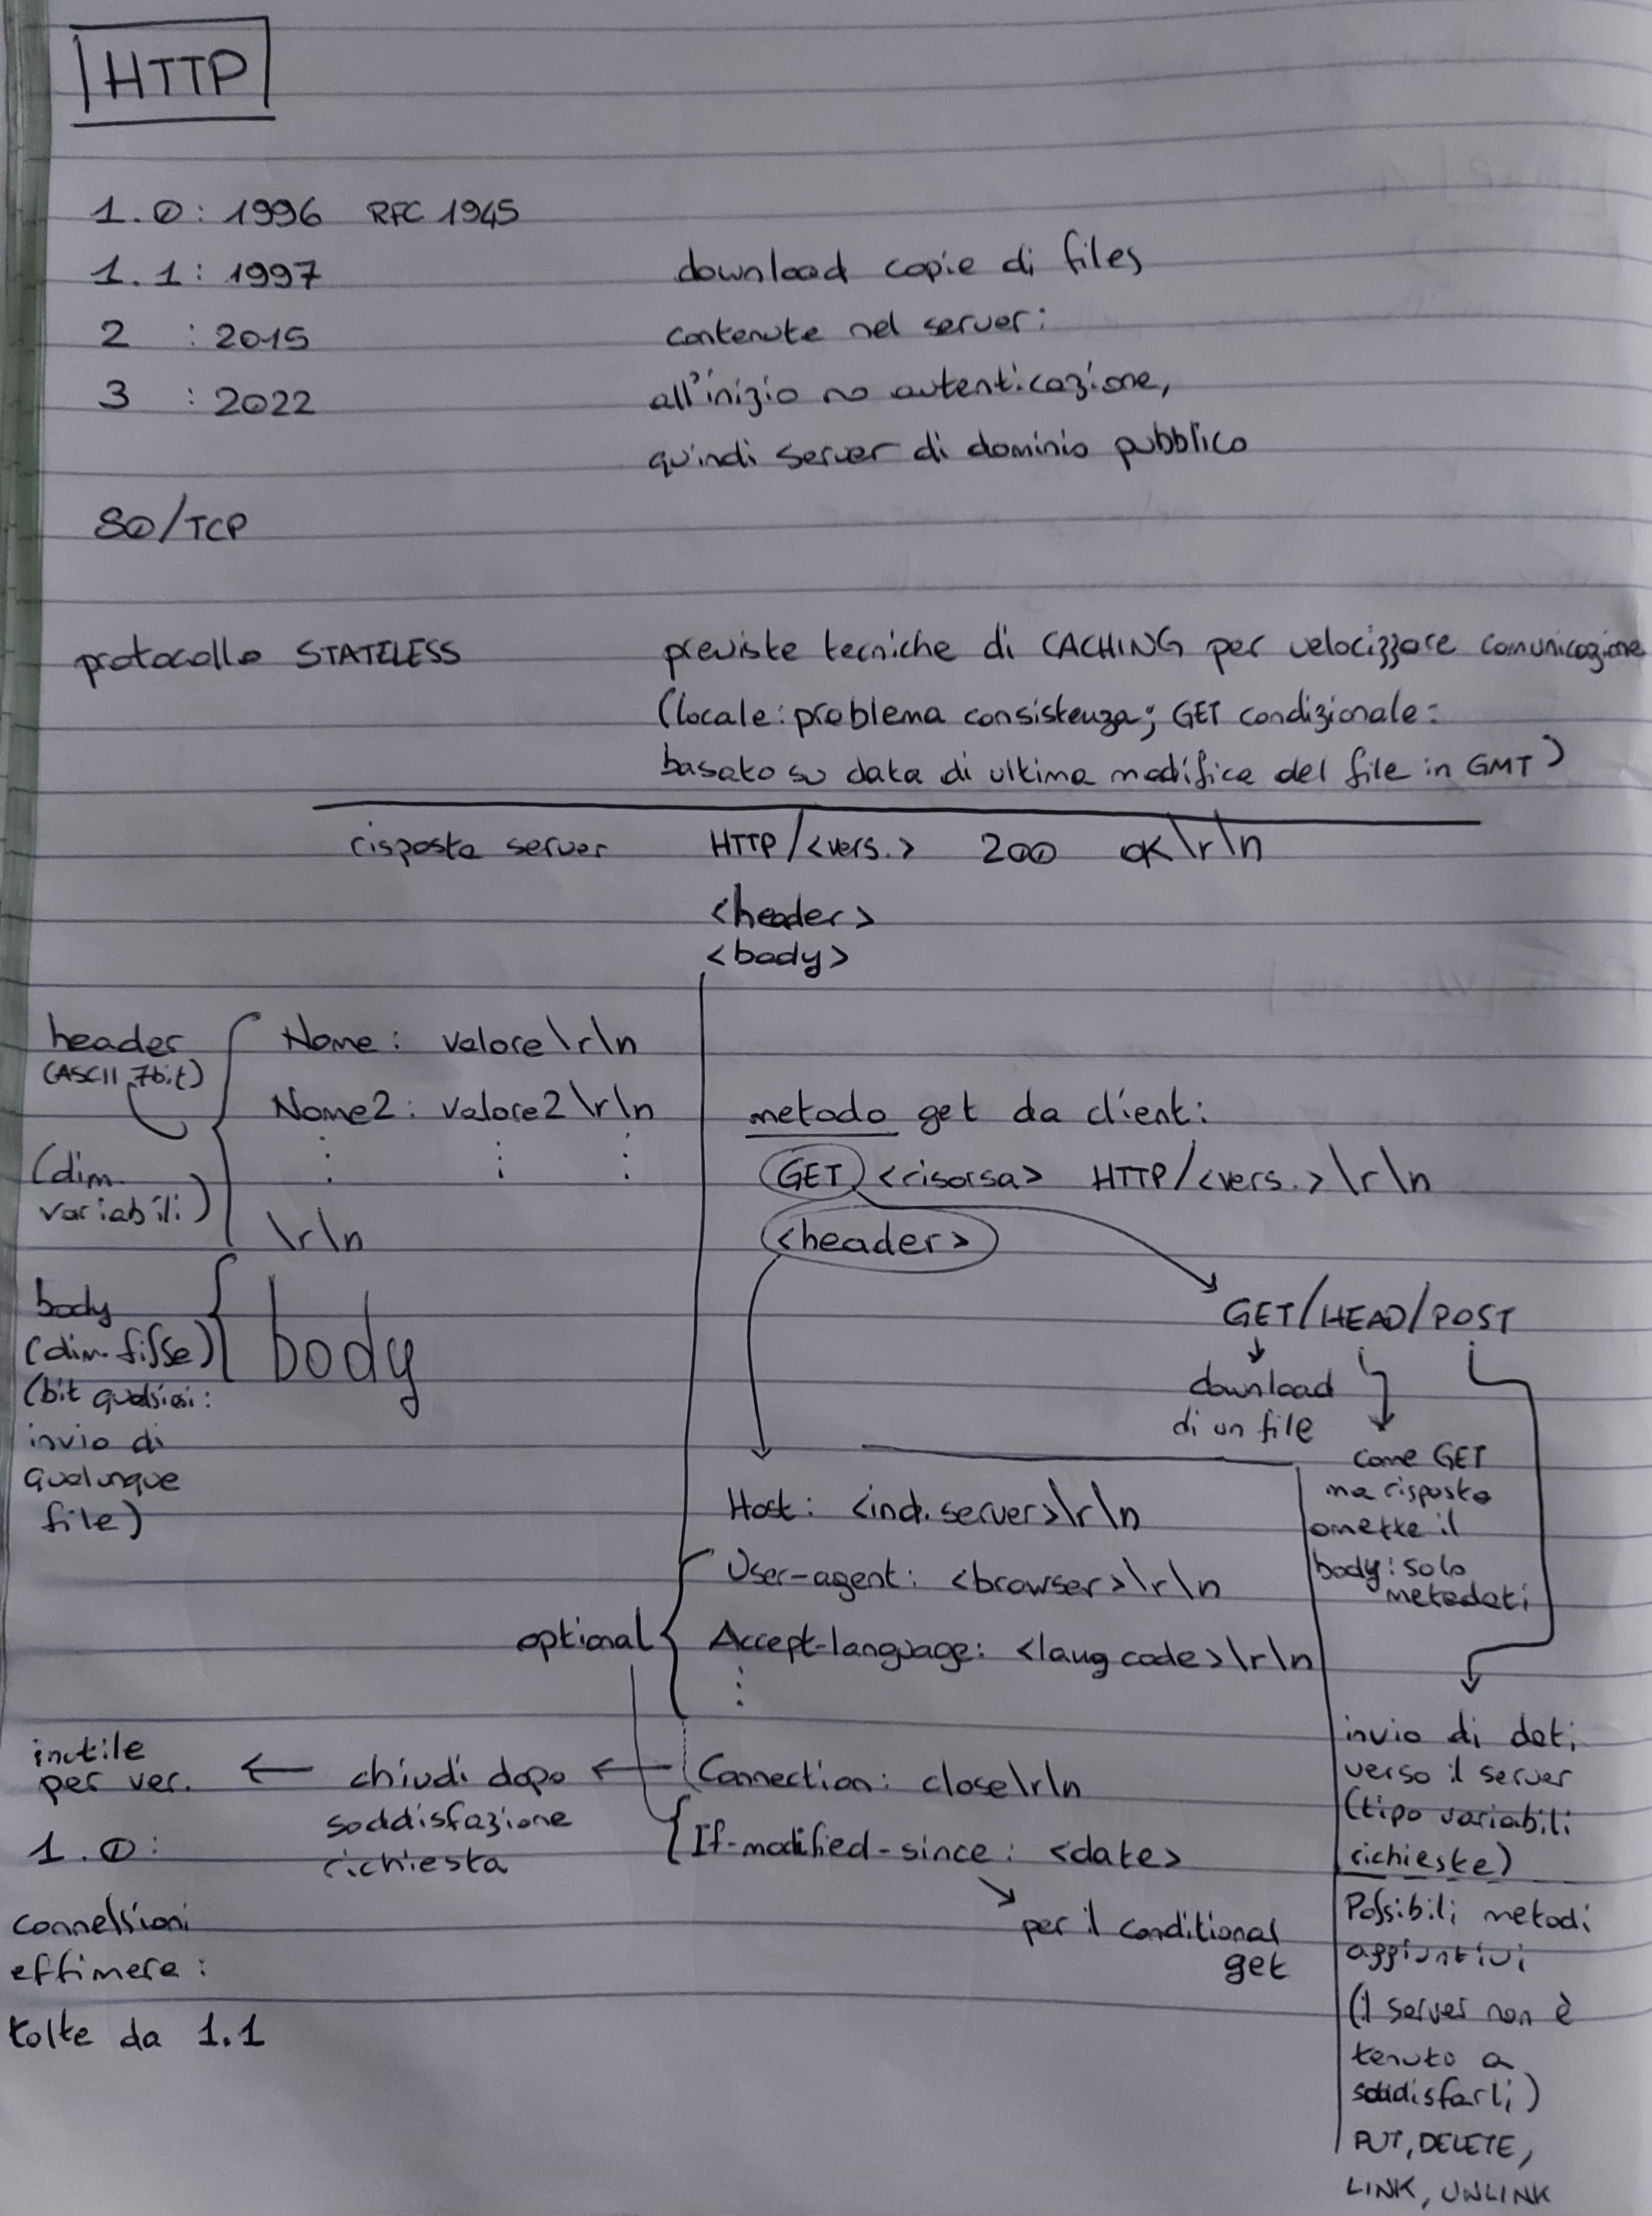 HTTP
1.0: 1996 RFC 1945
1.1: 1997
2 : 2015
3 : 2022
download copie di files
contenute nel server:
all'inizio no autenticazione,
quindi server di dominio pubblico
80/TCP
protocollo STATELESS
previste tecniche di CACHING per velocizzare comunicazione
(locale: problema consistenza; GET condizionale:
basato su data di ultima modifica del file in GMT)
risposta server HTTP/<vers.> 200 OK\r\n
<header>
<body>
header
(ASCII 7bit)
(dim.
variabili)
Nome: valore\r\n
Nome2: valore2\r\n
⋮ ⋮ ⋮
\r\n
body
(dim. fisse)
(bit qualsiasi:
invio di
qualunque
file)
body
metodo get da client:
GET <risorsa> HTTP/<vers.>\r\n
<header>
GET/HEAD/POST
download
di un file
come GET
ma risposta
omette il
body: solo
metadati
invio di dati
verso il server
(tipo variabili
richieste)
Possibili metodi
aggiuntivi
(il server non è
tenuto a
soddisfarli)
PUT, DELETE,
LINK, UNLINK
Host: <ind. server>\r\n
optional
User-agent: <browser>\r\n
Accept-language: <lang code>\r\n
⋮
Connection: close\r\n
If-modified-since: <date>
per il conditional
get
chiudi dopo
soddisfazione
richiesta
inutile
per ver.
1.0:
connessioni
effimere:
tolte da 1.1